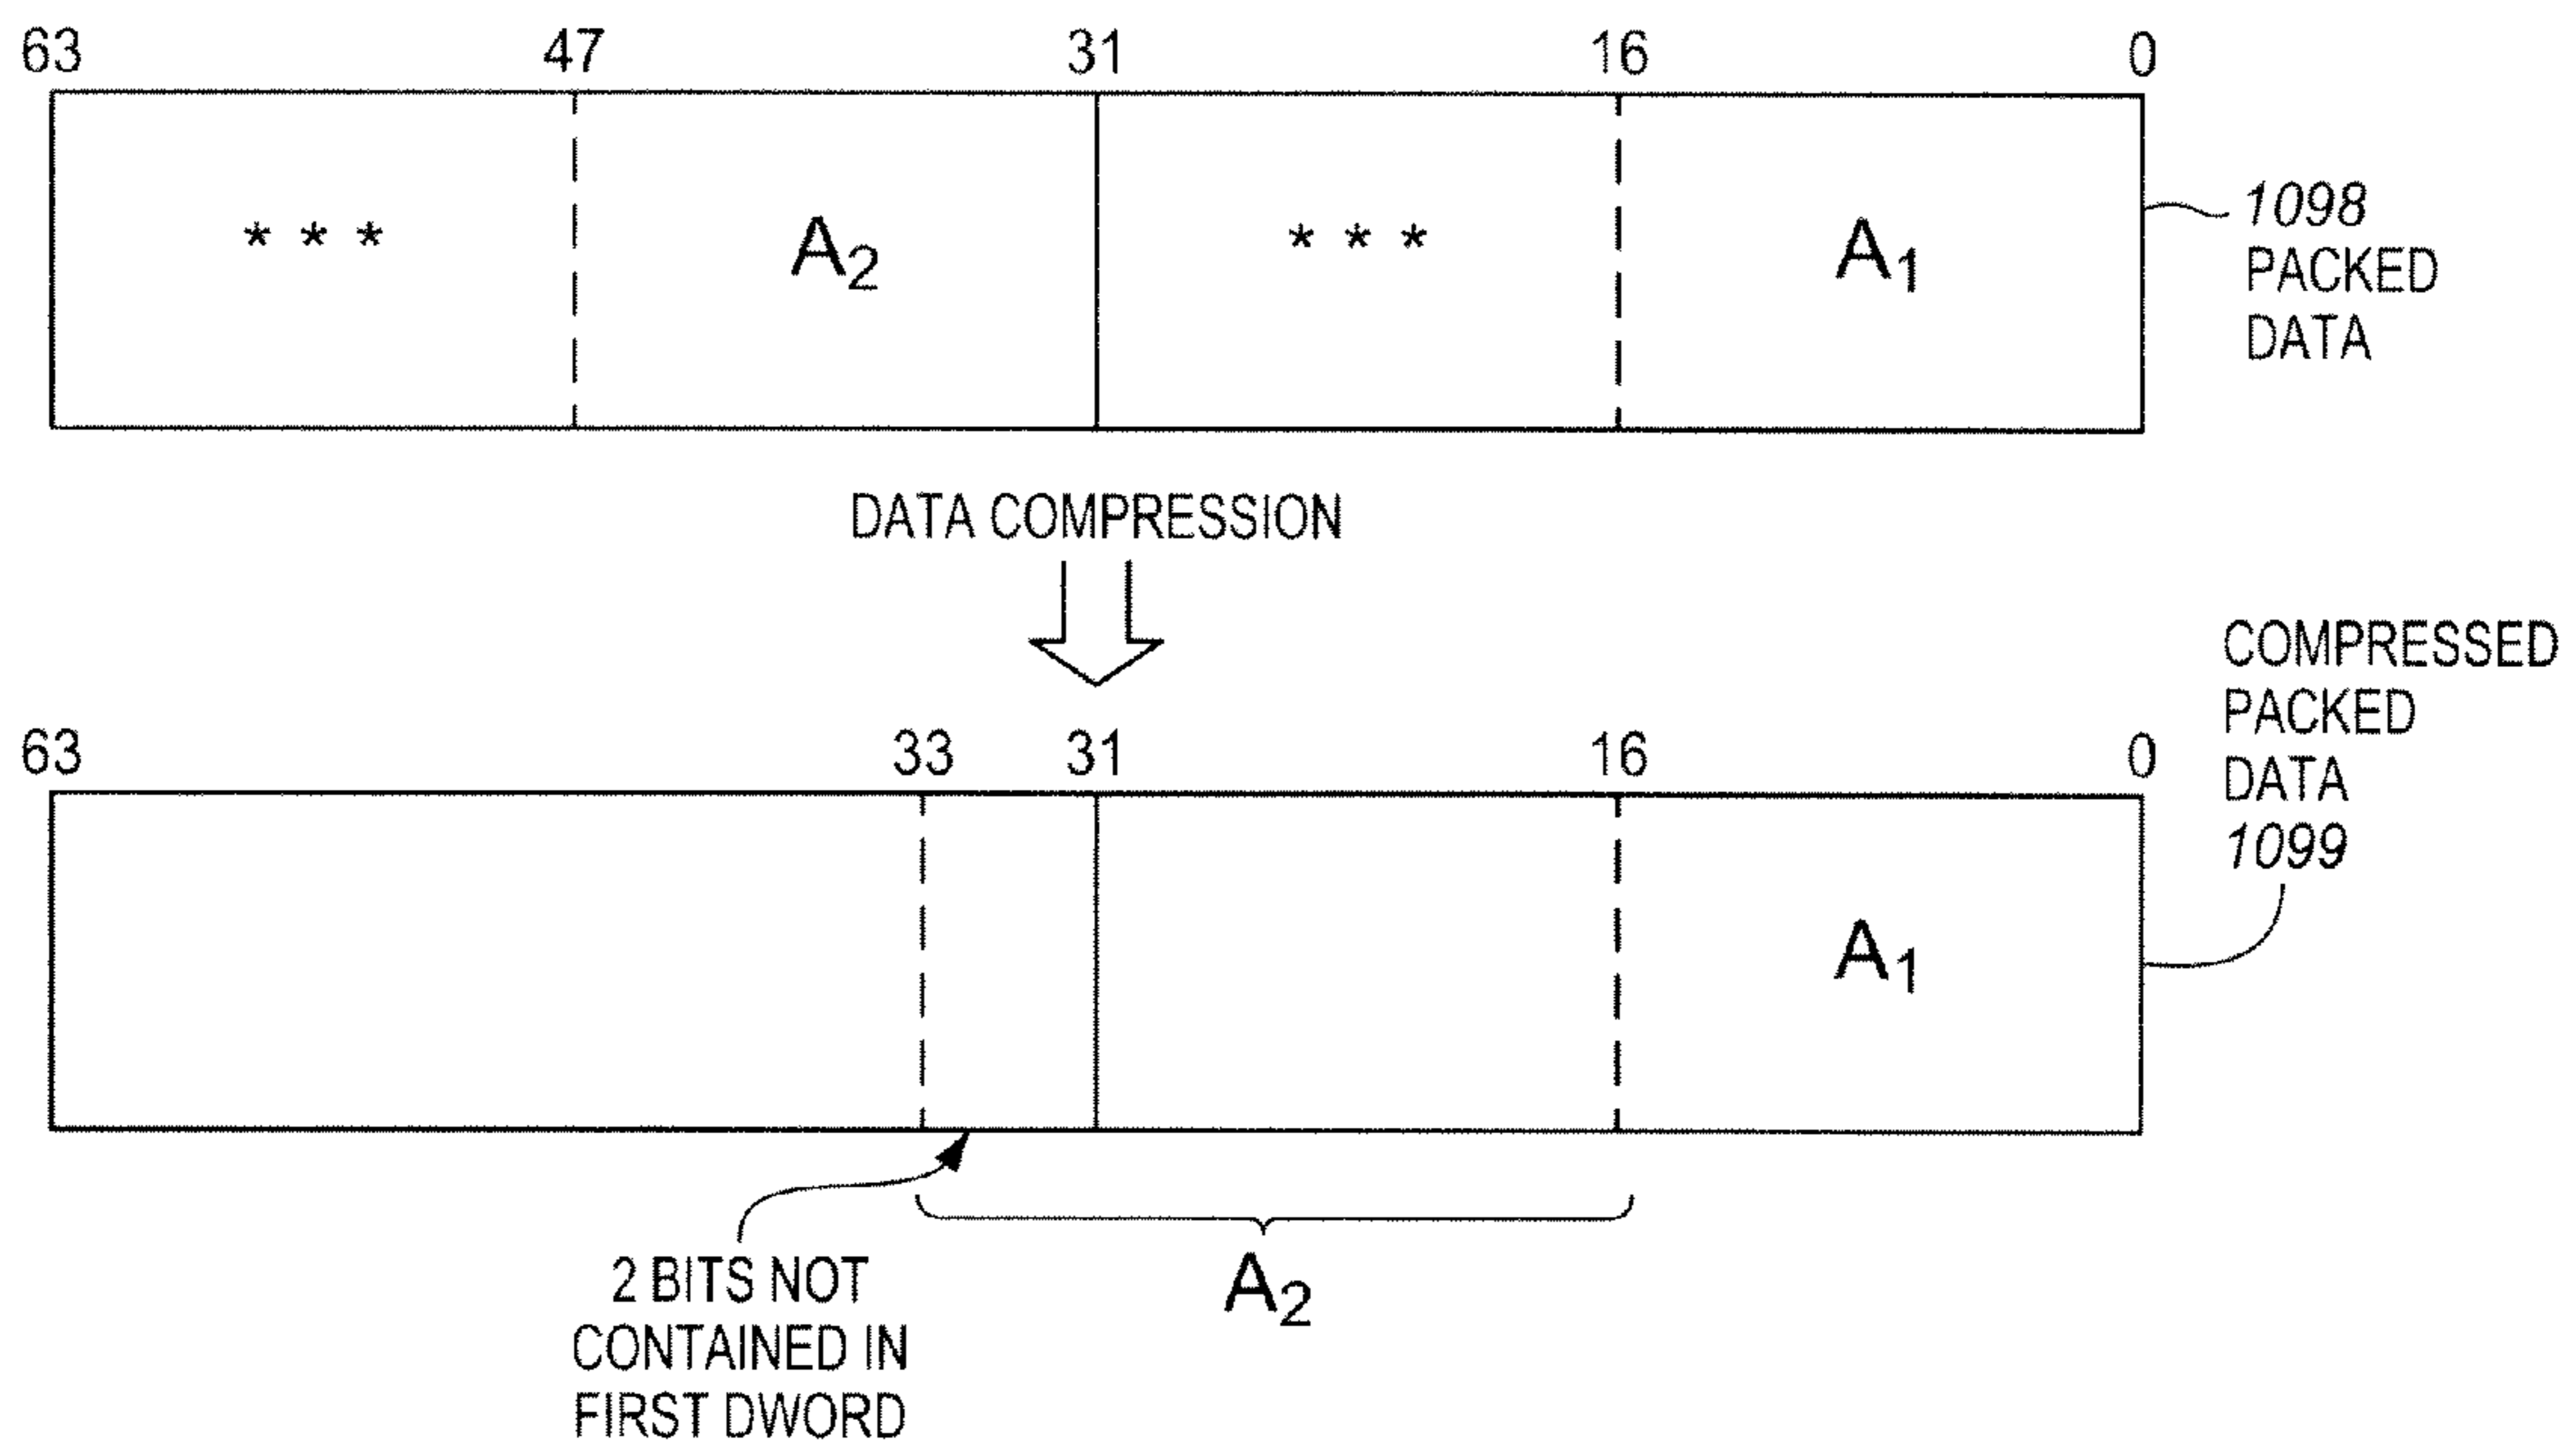 63 47 31 16 0
* * * A2 * * * A1
1098
PACKED
DATA
DATA COMPRESSION
COMPRESSED
PACKED
DATA
1099
63 33 31 16 0
A1
2 BITS NOT
CONTAINED IN
FIRST DWORD
A2